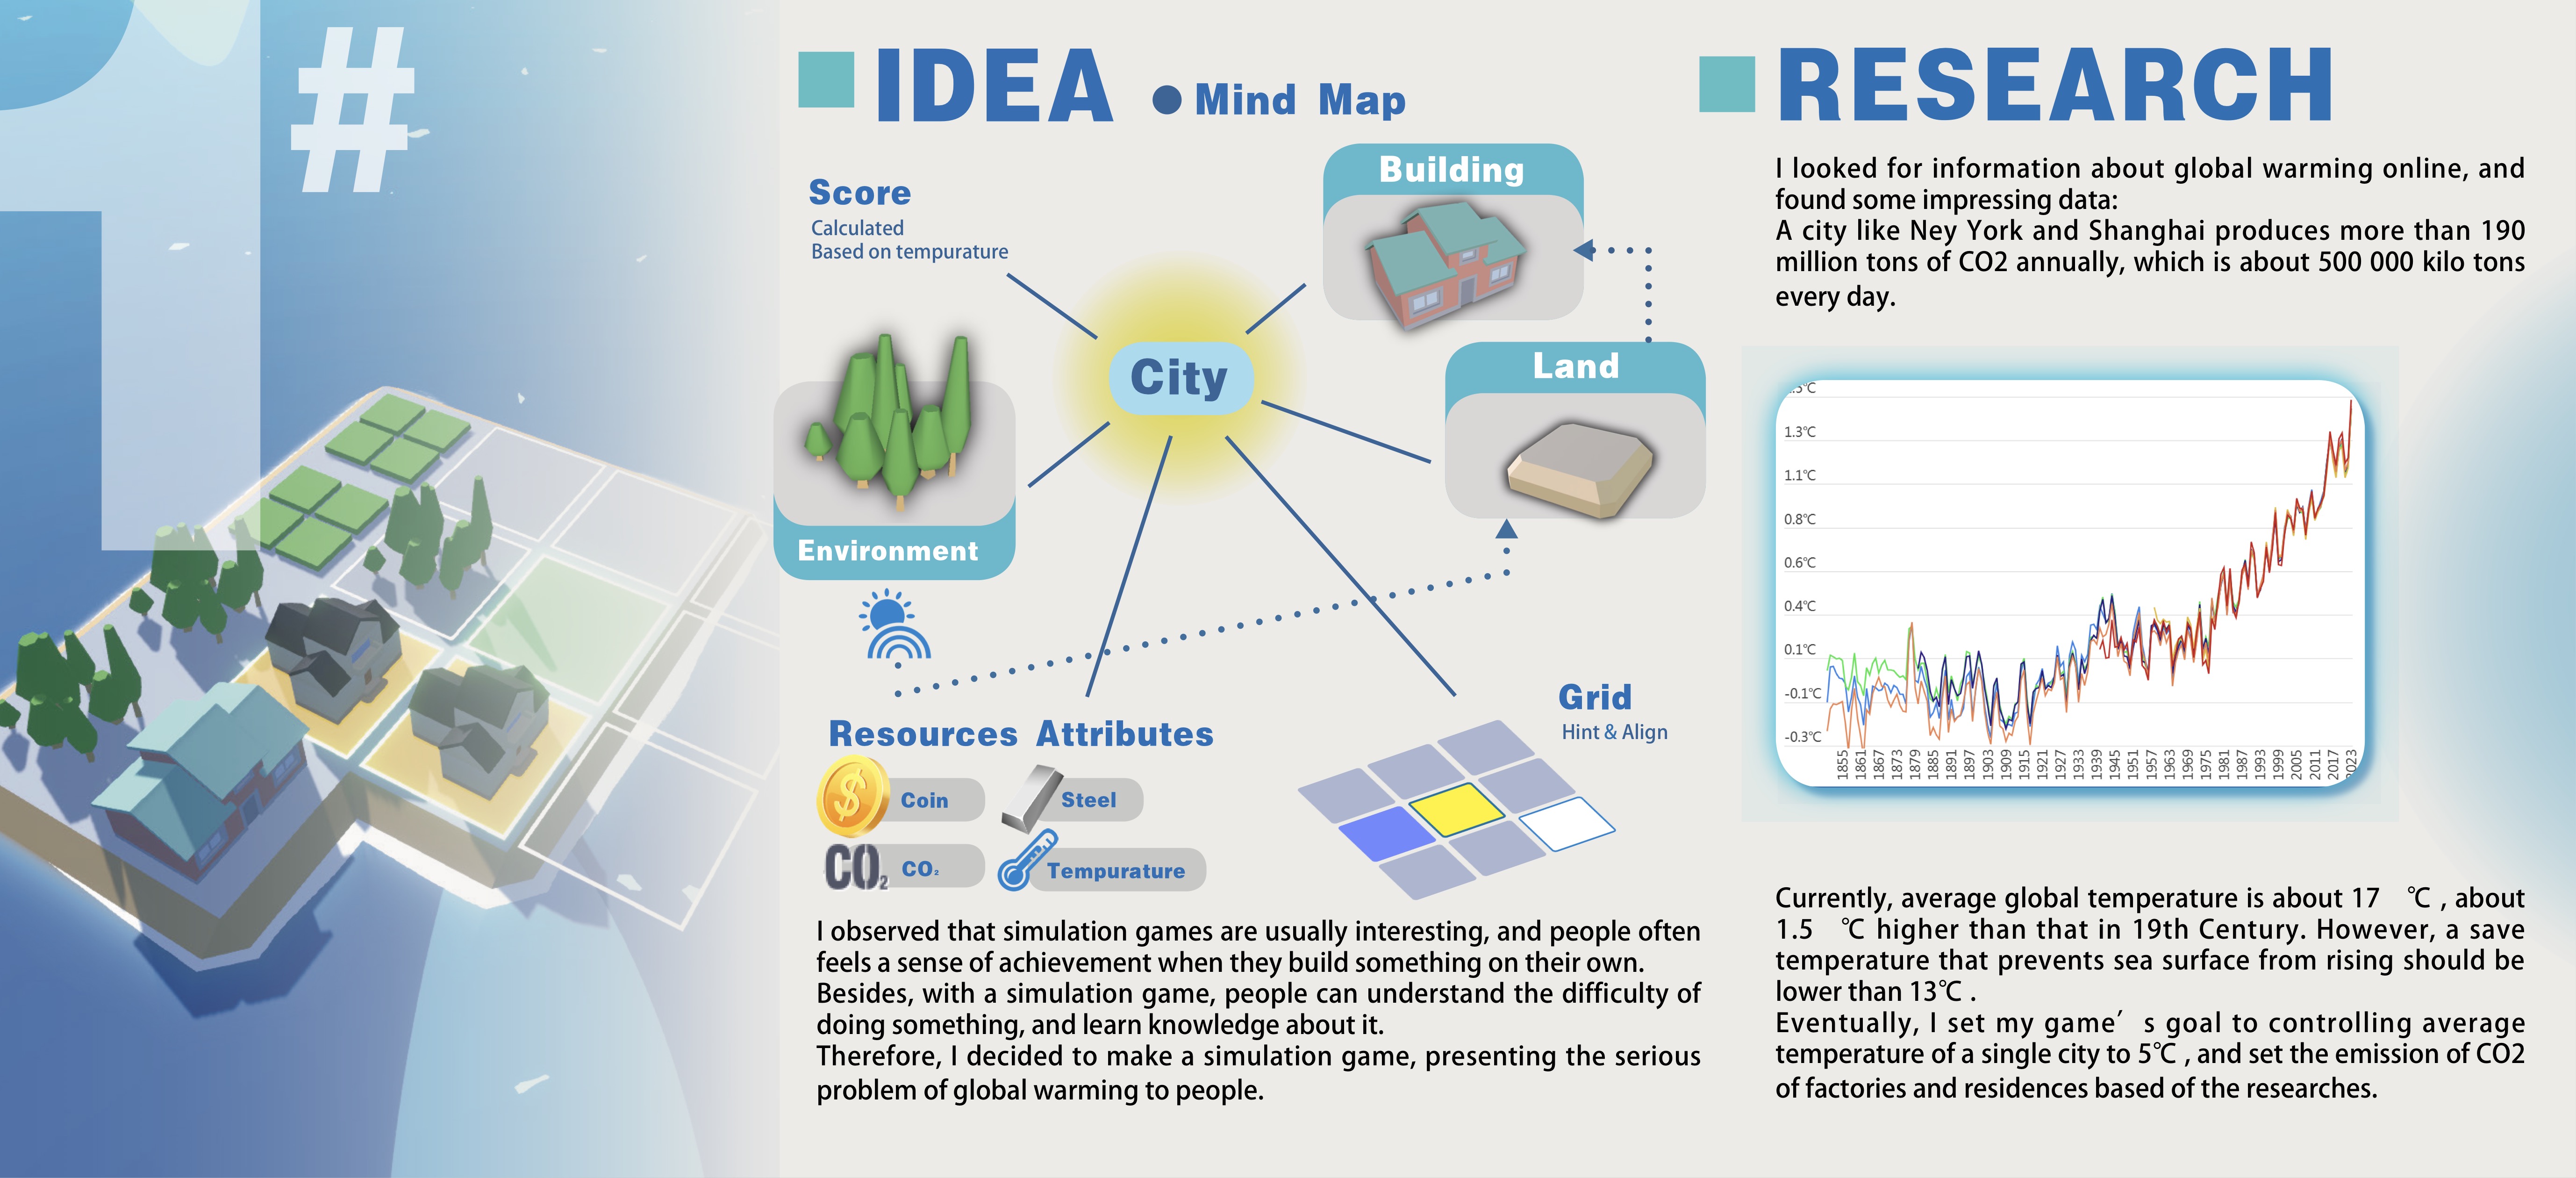 1#
IDEA
Mind Map
Score
Calculated
Based on tempurature
Building
City
Land
Environment
Resources Attributes
Coin
Steel
CO₂
CO₂
Tempurature
Grid
Hint & Align
I observed that simulation games are usually interesting, and people often
feels a sense of achievement when they build something on their own.
Besides, with a simulation game, people can understand the difficulty of
doing something, and learn knowledge about it.
Therefore, I decided to make a simulation game, presenting the serious
problem of global warming to people.
RESEARCH
I looked for information about global warming online, and
found some impressing data:
A city like Ney York and Shanghai produces more than 190
million tons of CO2 annually, which is about 500 000 kilo tons
every day.
1.3℃
1.1℃
0.8℃
0.6℃
0.4℃
0.1℃
-0.1℃
-0.3℃
1855 1861 1867 1873 1879 1885 1891 1897 1903 1909 1915 1921 1927 1933 1939 1945 1951 1957 1963 1969 1975 1981 1987 1993 1999 2005 2011 2017 2023
Currently, average global temperature is about 17 ℃ , about
1.5 ℃ higher than that in 19th Century. However, a save
temperature that prevents sea surface from rising should be
lower than 13℃ .
Eventually, I set my game′ s goal to controlling average
temperature of a single city to 5℃ , and set the emission of CO2
of factories and residences based of the researches.